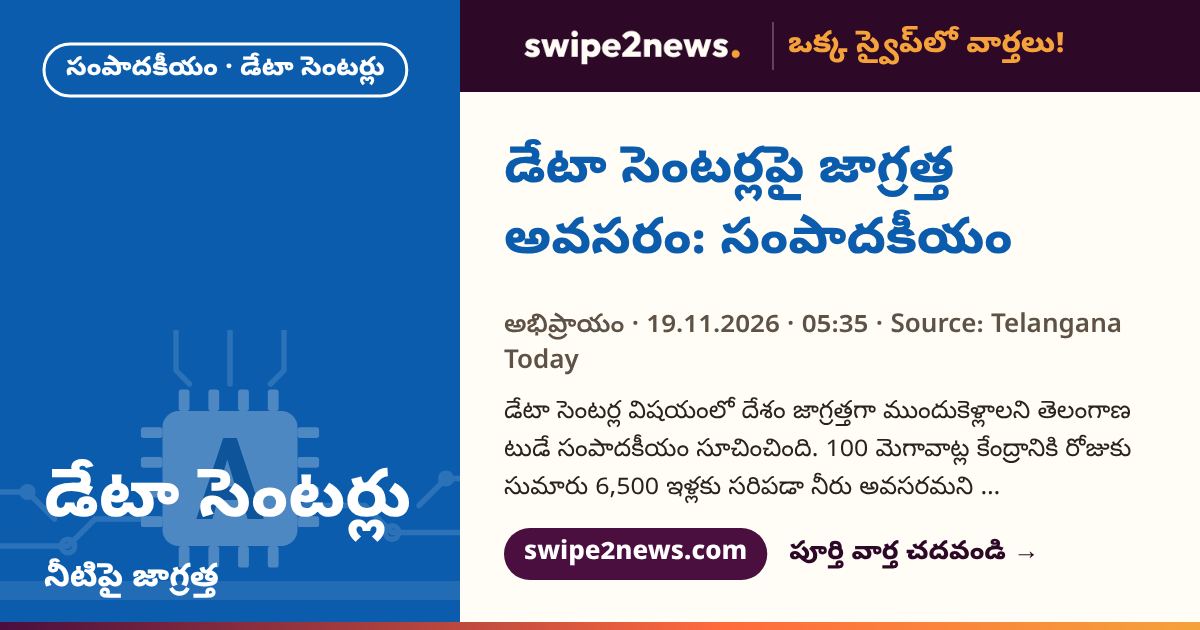 సంపాదకీయం · డేటా సెంటర్లు
A
డేటా సెంటర్లు
నీటిపై జాగ్రత్త
swipe2news.
ఒక్క స్వైప్‌లో వార్తలు!
డేటా సెంటర్లపై జాగ్రత్త
అవసరం: సంపాదకీయం
అభిప్రాయం · 19.11.2026 · 05:35 · Source: Telangana
Today
డేటా సెంటర్ల విషయంలో దేశం జాగ్రత్తగా ముందుకెళ్లాలని తెలంగాణ
టుడే సంపాదకీయం సూచించింది. 100 మెగావాట్ల కేంద్రానికి రోజుకు
సుమారు 6,500 ఇళ్లకు సరిపడా నీరు అవసరమని ...
swipe2news.com
పూర్తి వార్త చదవండి →